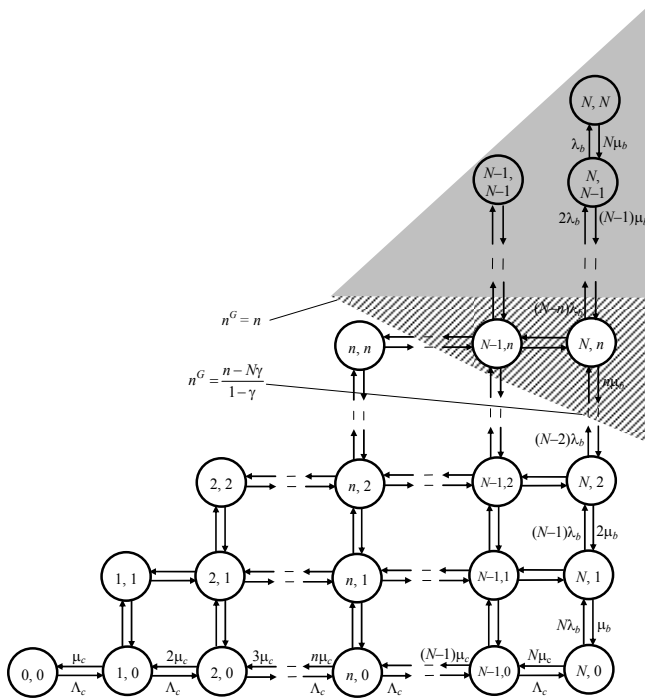 N, N
λb Nμb
N–1, N–1
N, N–1
2λb (N–1)μb
nᴳ = n
(N–n)λb
n, n
N–1,n
N, n
nᴳ = n – Nγ / 1 – γ
nμb
(N–2)λb
2, 2
n, 2
N–1,2
N, 2
(N–1)λb 2μb
1, 1
2, 1
n, 1
N–1,1
N, 1
Nλb μb
μc 2μc 3μc nμc (N–1)μc Nμc
0, 0
1, 0
2, 0
n, 0
N–1,0
N, 0
Λc Λc Λc Λc Λc